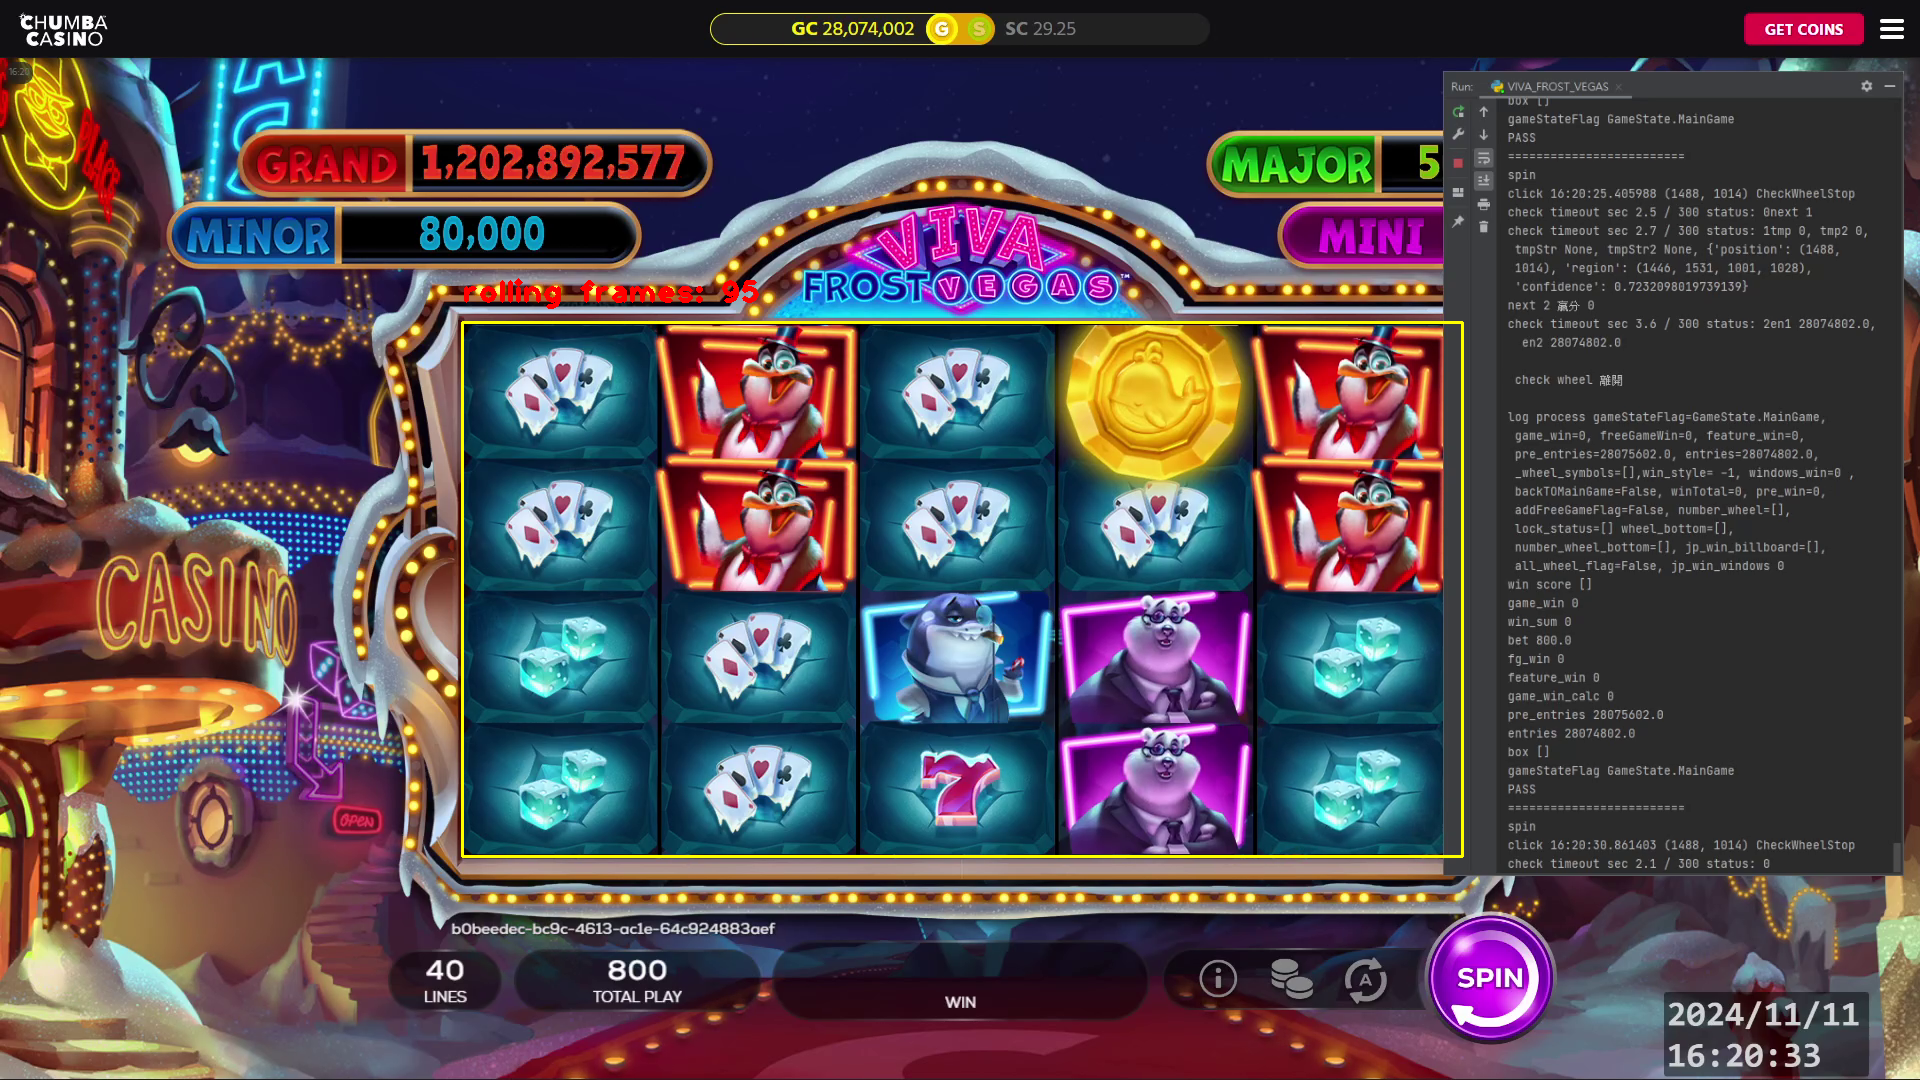 CHUMBA
CASINO
GC 28,074,002
G
S
SC 29.25
GET COINS
16:20
PLACE
GRAND 1,202,892,577
MAJOR 5
MINOR 80,000
MINI
VIVA
FROST VEGAS™
rolling frames: 95
CASINO
OPEN
7
b0beedec-bc9c-4613-ac1e-64c924883aef
40
LINES
800
TOTAL PLAY
WIN
A
SPIN
2024/11/11
16:20:33
Run: VIVA_FROST_VEGAS
box []
gameStateFlag GameState.MainGame
PASS
=========================
spin
click 16:20:25.405988 (1488, 1014) CheckWheelStop
check timeout sec 2.5 / 300 status: 0next 1
check timeout sec 2.7 / 300 status: 1tmp 0, tmp2 0,
tmpStr None, tmpStr2 None, {'position': (1488,
1014), 'region': (1446, 1531, 1001, 1028),
'confidence': 0.7232098019739139}
next 2 贏分 0
check timeout sec 3.6 / 300 status: 2en1 28074802.0,
en2 28074802.0
check wheel 離開
log process gameStateFlag=GameState.MainGame,
game_win=0, freeGameWin=0, feature_win=0,
pre_entries=28075602.0, entries=28074802.0,
_wheel_symbols=[],win_style= -1, windows_win=0 ,
backTOMainGame=False, winTotal=0, pre_win=0,
addFreeGameFlag=False, number_wheel=[],
lock_status=[] wheel_bottom=[],
number_wheel_bottom=[], jp_win_billboard=[],
all_wheel_flag=False, jp_win_windows 0
win score []
game_win 0
win_sum 0
bet 800.0
fg_win 0
feature_win 0
game_win_calc 0
pre_entries 28075602.0
entries 28074802.0
box []
gameStateFlag GameState.MainGame
PASS
=========================
spin
click 16:20:30.861403 (1488, 1014) CheckWheelStop
check timeout sec 2.1 / 300 status: 0